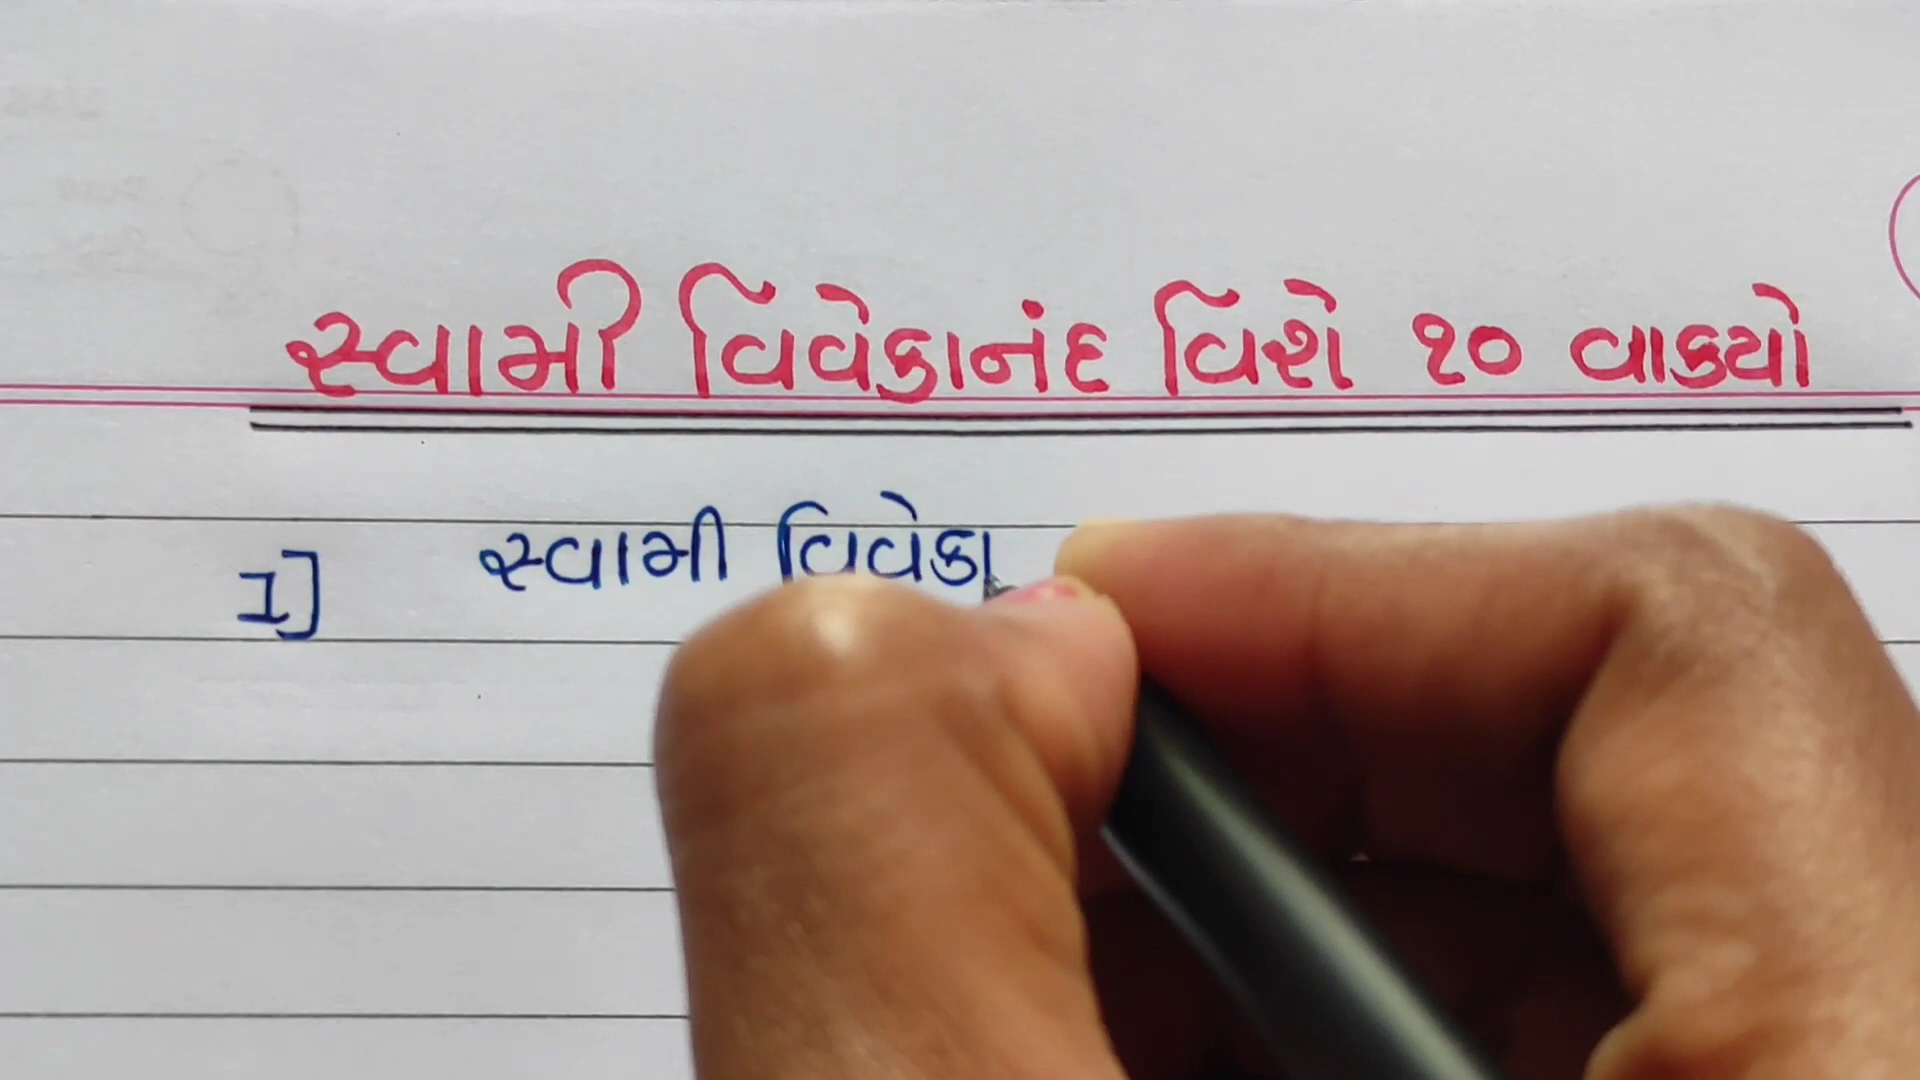 સ્વામી વિવેકાનંદ વિશે ૧૦ વાક્યો
1] સ્વામી વિવેકા